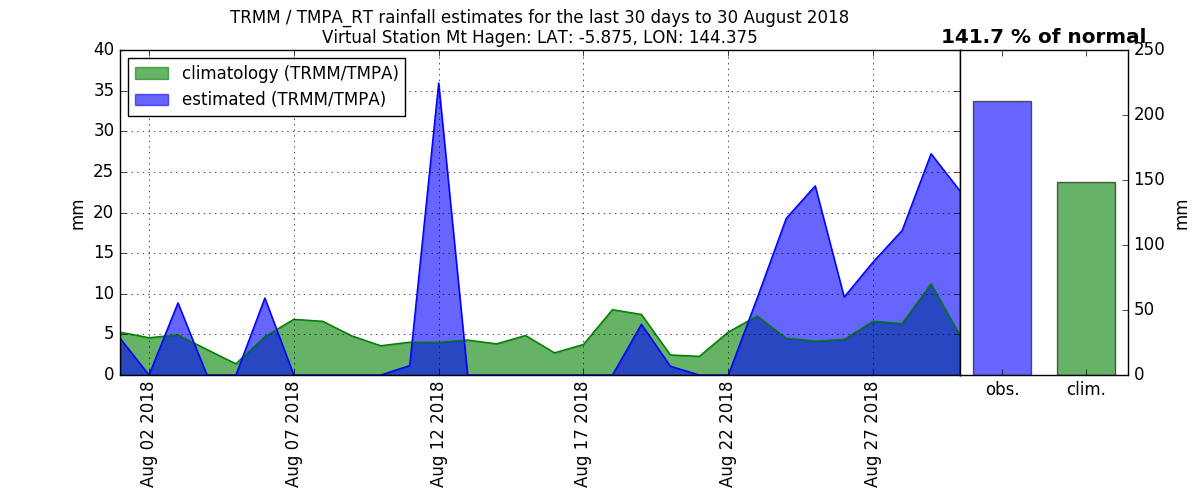 TRMM / TMPA_RT rainfall estimates for the last 30 days to 30 August 2018
Virtual Station Mt Hagen: LAT: -5.875, LON: 144.375
141.7 % of normal
climatology (TRMM/TMPA)
estimated (TRMM/TMPA)
mm
40
35
30
25
20
15
10
5
0
Aug 02 2018
Aug 07 2018
Aug 12 2018
Aug 17 2018
Aug 22 2018
Aug 27 2018
250
200
150
100
50
0
mm
obs.
clim.